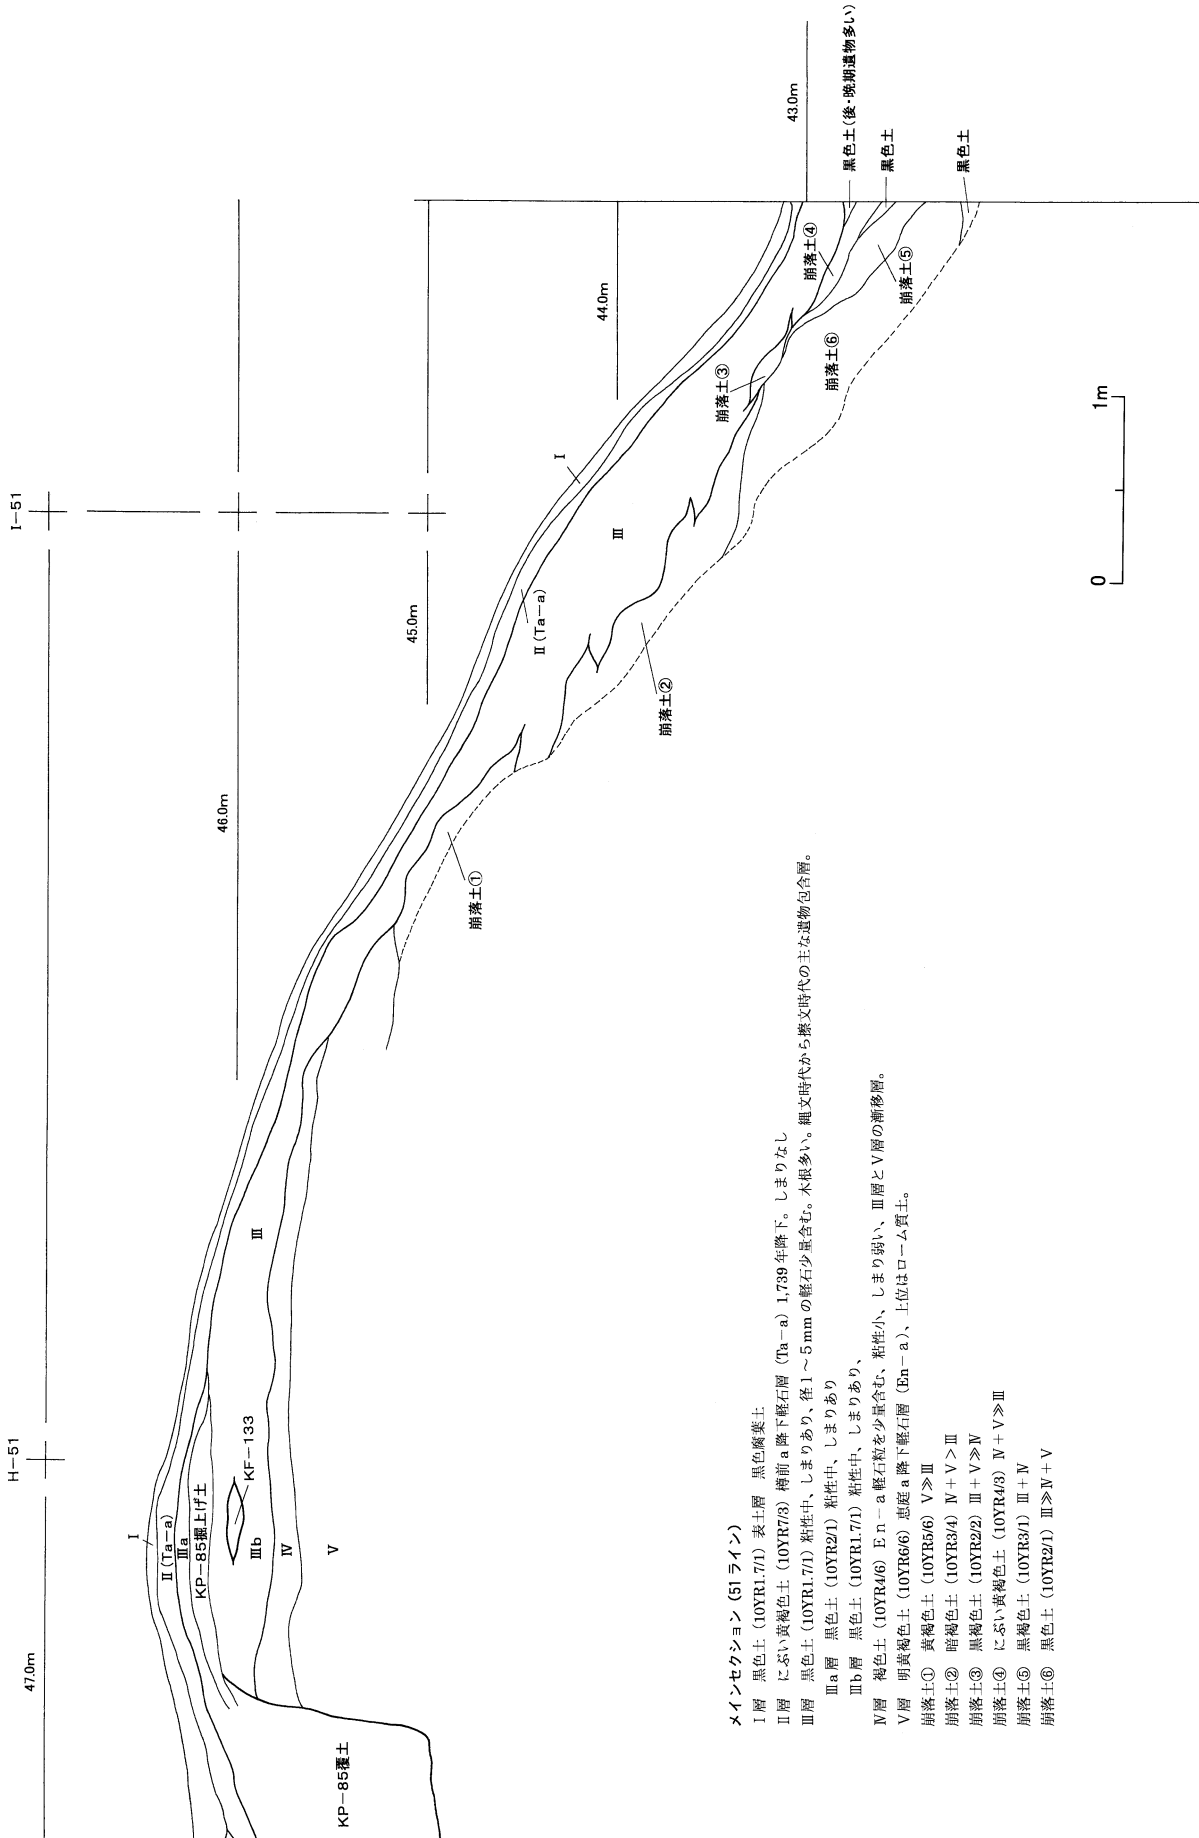 H-51
I-51
47.0m
46.0m
45.0m
44.0m
43.0m
I
Ⅱ(Ta-a)
Ⅲa
KP-85掘上げ土
KF-133
Ⅲb
Ⅳ
Ⅴ
KP-85覆土
Ⅲ
崩落土①
Ⅱ(Ta-a)
I
Ⅲ
崩落土②
崩落土③
崩落土④
崩落土⑤
崩落土⑥
黒色土(後・晩期遺物多い)
黒色土
黒色土
0 1m
メインセクション(51ライン)
Ⅰ層 黒色土(10YR1.7/1)表土層 黒色腐葉土
Ⅱ層 にぶい黄褐色土(10YR7/3)樽前a降下軽石層(Ta-a)1,739年降下。しまりなし
Ⅲ層 黒色土(10YR1.7/1)粘性中、しまりあり、径1~5mmの軽石少量含む。木根多い。縄文時代から擦文時代の主な遺物包含層。
Ⅲa層 黒色土(10YR2/1)粘性中、しまりあり
Ⅲb層 黒色土(10YR1.7/1)粘性中、しまりあり、
Ⅳ層 褐色土(10YR4/6)En-a軽石粒を少量含む、粘性小、しまり弱い、Ⅲ層とⅤ層の漸移層。
Ⅴ層 明黄褐色土(10YR6/6)恵庭a降下軽石層(En-a)、上位はローム質土。
崩落土① 黄褐色土(10YR5/6)Ⅴ≫Ⅲ
崩落土② 暗褐色土(10YR3/4)Ⅳ+Ⅴ>Ⅲ
崩落土③ 黒褐色土(10YR2/2)Ⅲ+Ⅴ≫Ⅳ
崩落土④ にぶい黄褐色土(10YR4/3)Ⅳ+Ⅴ≫Ⅲ
崩落土⑤ 黒褐色土(10YR3/1)Ⅲ+Ⅳ
崩落土⑥ 黒色土(10YR2/1)Ⅲ≫Ⅳ+Ⅴ